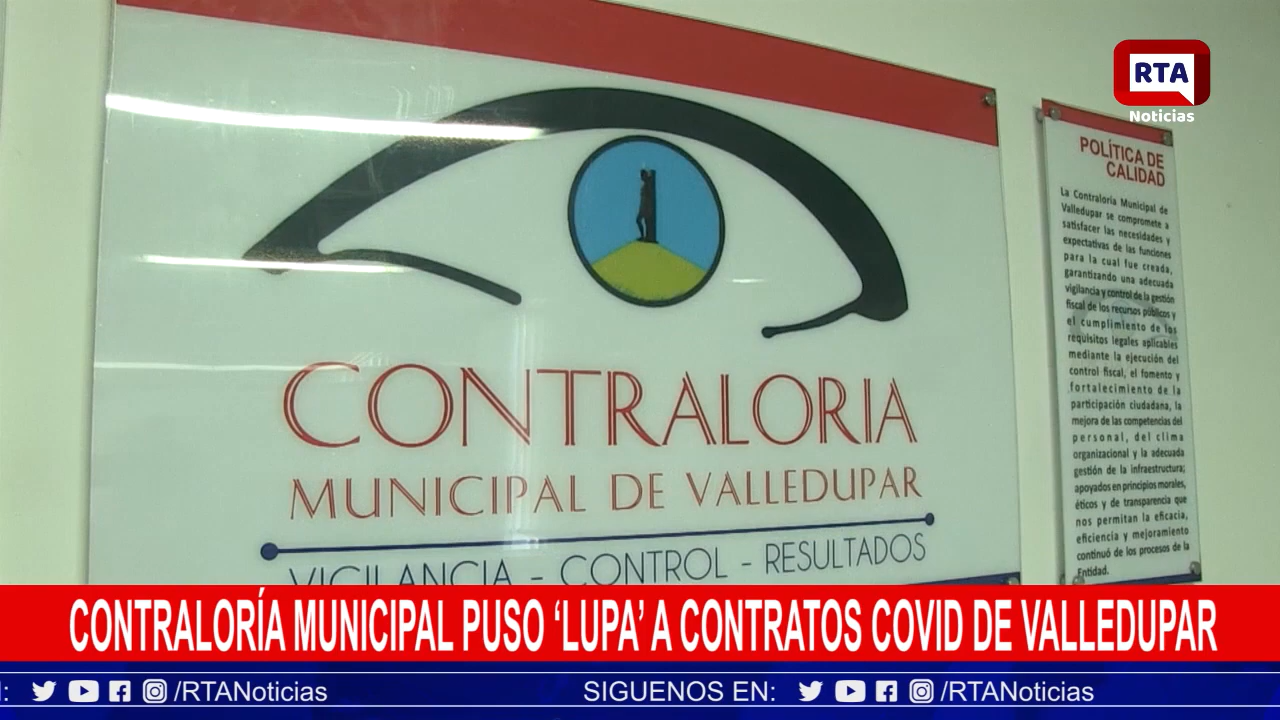 RTA
Noticias
CONTRALORIA
MUNICIPAL DE VALLEDUPAR
VIGILANCIA - CONTROL - RESULTADOS
POLÍTICA DE
CALIDAD
La Contraloria Municipal de
Valledupar se compromete a
satisfacer las necesidades y
expectativas de las funciones
para la cual fue creada,
garantizando una adecuada
vigilancia y control de la gestión
fiscal de los recursos públicos y
el cumplimiento de los
requisitos legales aplicables
mediante la ejecución del
control fiscal, el fomento y
fortalecimiento de la
participación ciudadana, la
mejora de las competencias del
personal, del clima
organizacional y la adecuada
gestión de la infraestructura;
apoyados en principios morales,
éticos y de transparencia que
nos permitan la eficacia,
eficiencia y mejoramiento
continuó de los procesos de la
Entidad.
CONTRALORÍA MUNICIPAL PUSO ‘LUPA’ A CONTRATOS COVID DE VALLEDUPAR
N: /RTANoticias SIGUENOS EN: /RTANoticias